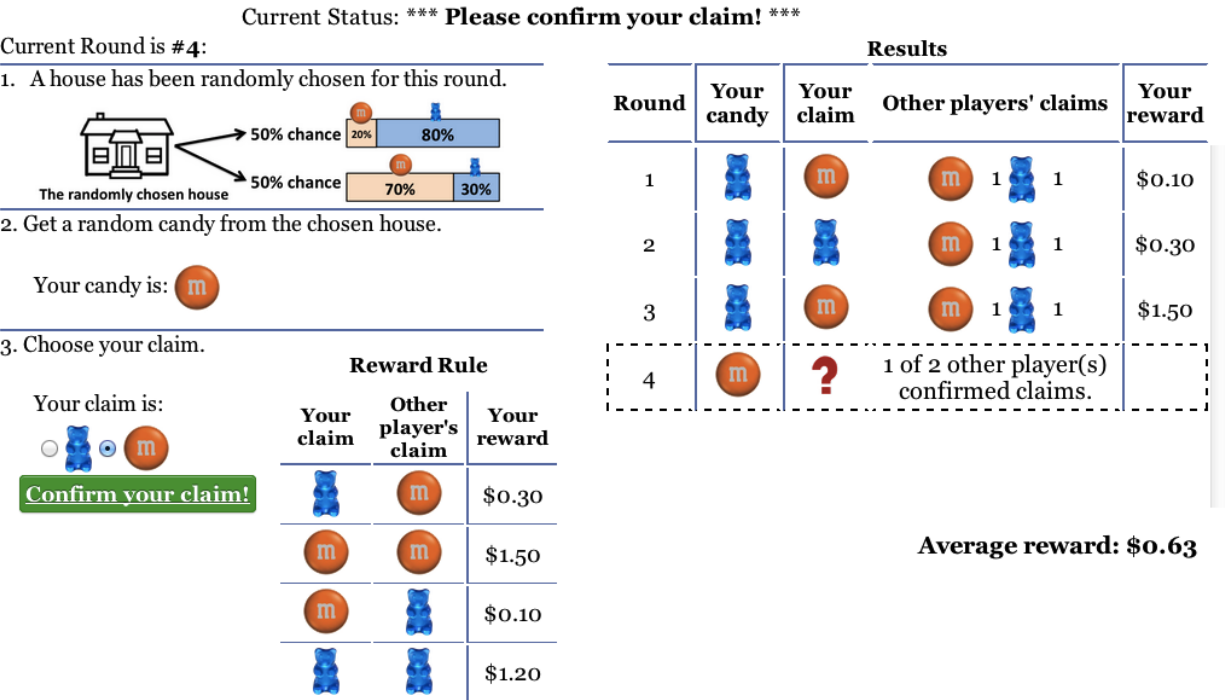 Current Status: *** Please confirm your claim! ***
Current Round is #4:
1. A house has been randomly chosen for this round.
m
50% chance 20% 80%
m
50% chance 70% 30%
The randomly chosen house
2. Get a random candy from the chosen house.
Your candy is: m
3. Choose your claim.
Your claim is:
m
Confirm your claim!
Reward Rule
Your claim Other player's claim Your reward
m $0.30
m m $1.50
m $0.10
$1.20
Results
Round Your candy Your claim Other players' claims Your reward
1 m m 1 1 $0.10
2 m 1 1 $0.30
3 m m 1 1 $1.50
4 m ? 1 of 2 other player(s) confirmed claims.
Average reward: $0.63